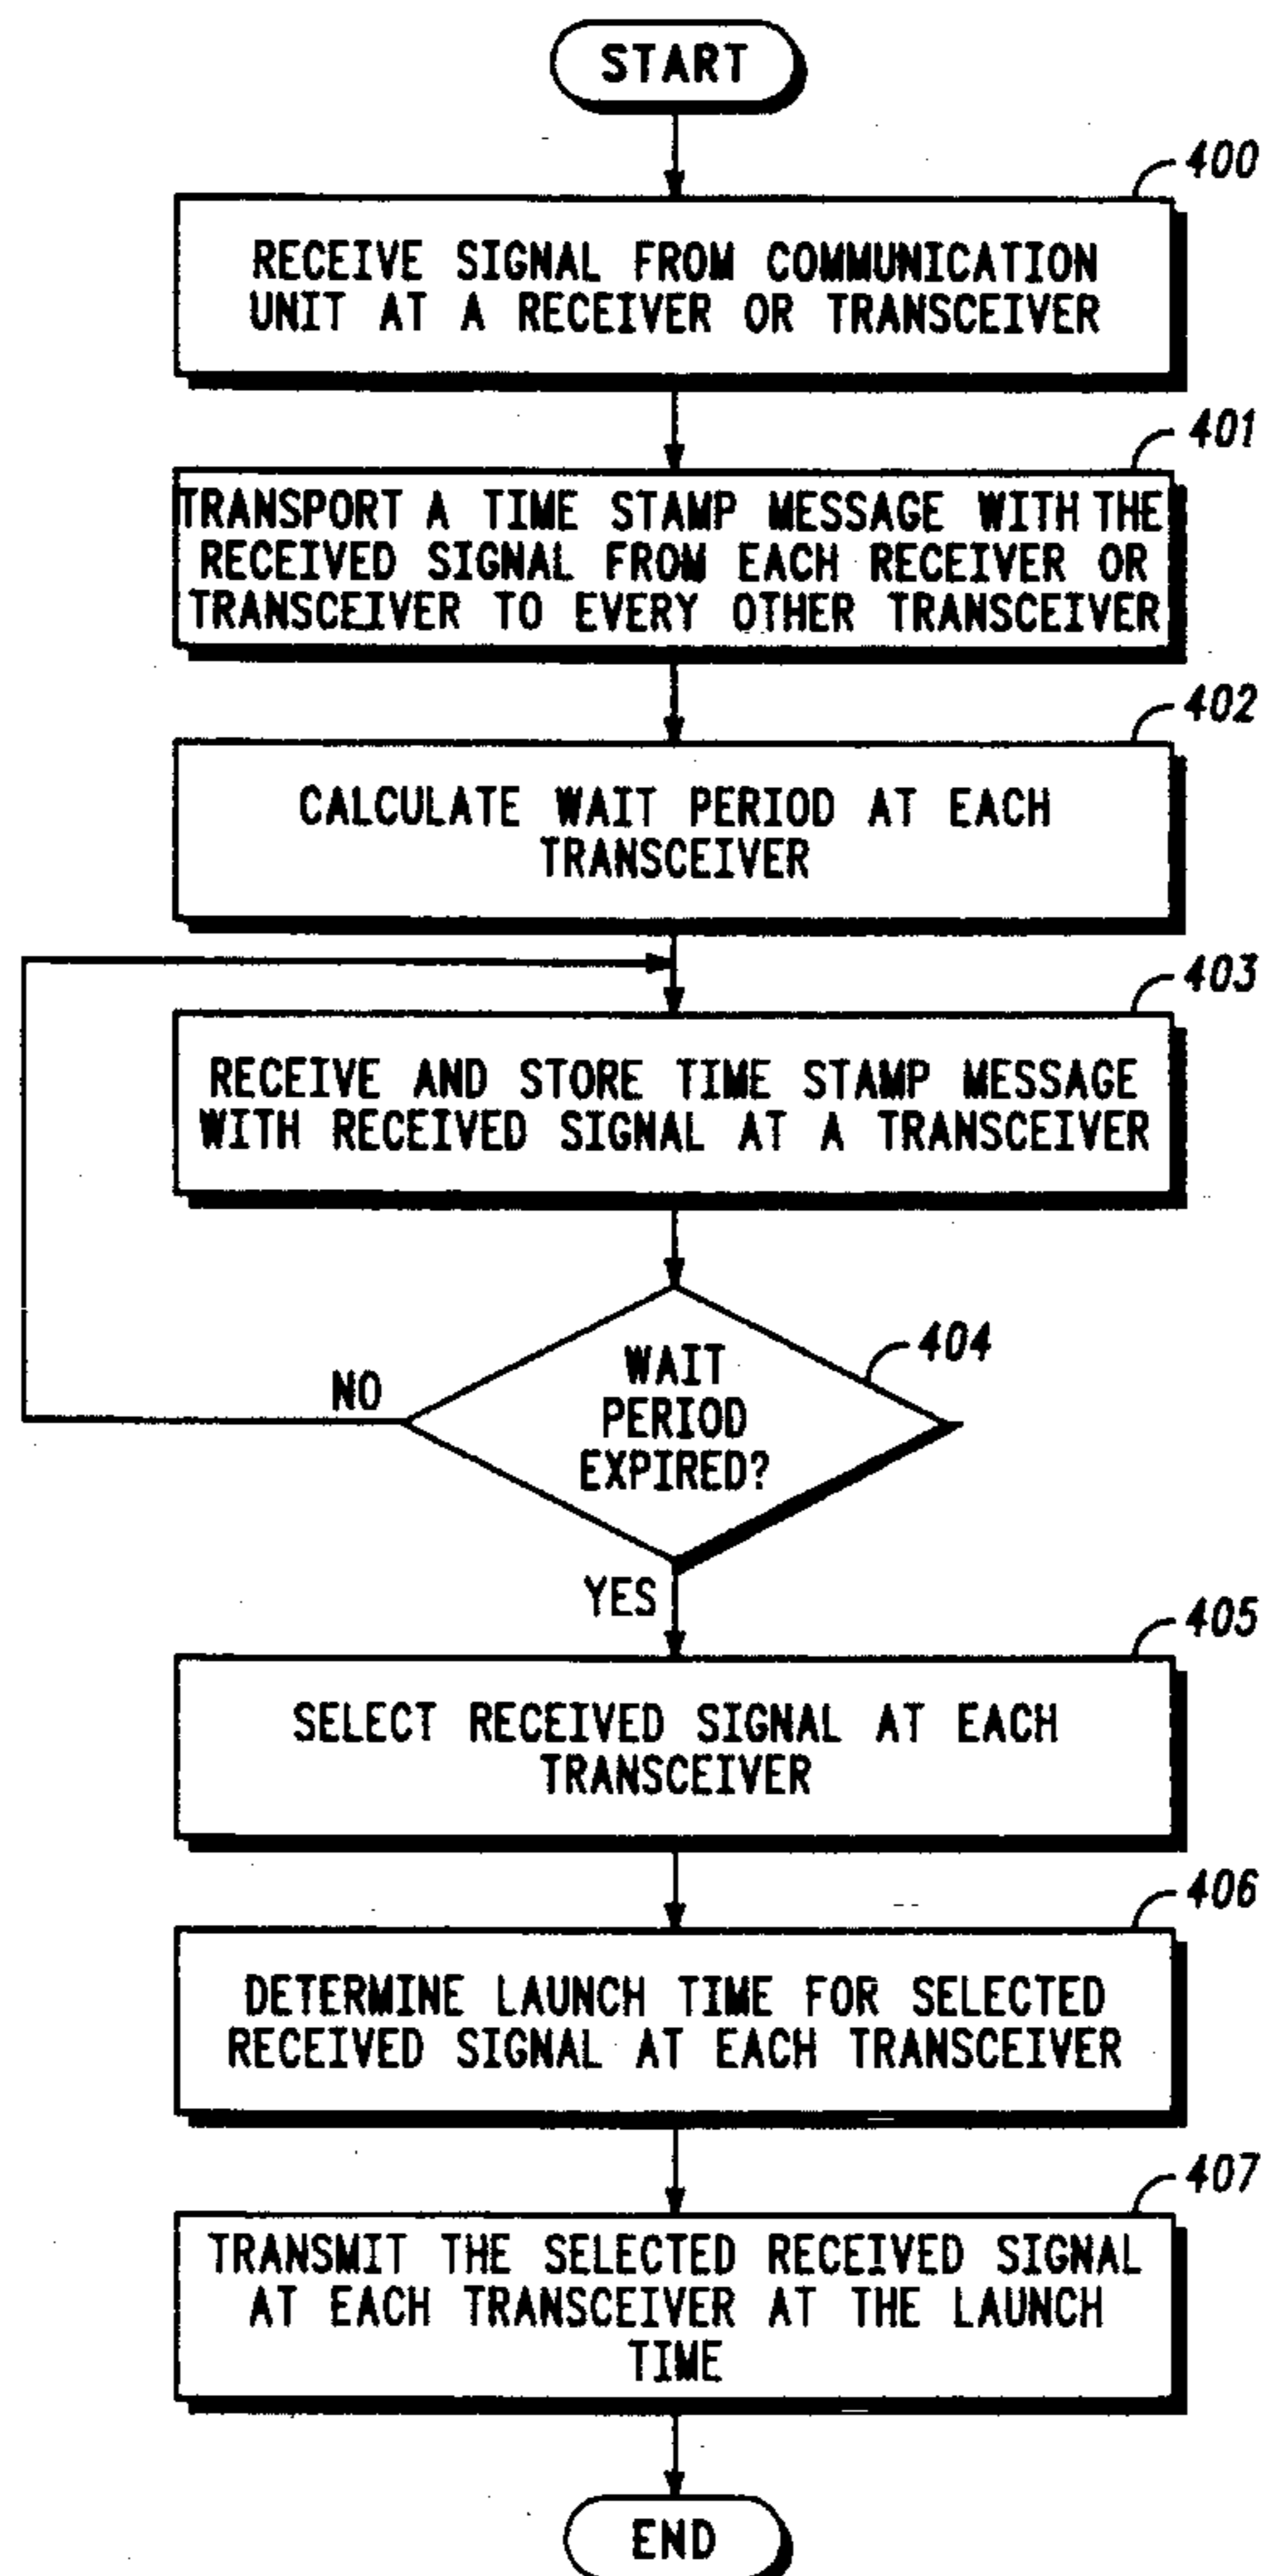 START
400
RECEIVE SIGNAL FROM COMMUNICATION
UNIT AT A RECEIVER OR TRANSCEIVER
401
TRANSPORT A TIME STAMP MESSAGE WITH THE
RECEIVED SIGNAL FROM EACH RECEIVER OR
TRANSCEIVER TO EVERY OTHER TRANSCEIVER
402
CALCULATE WAIT PERIOD AT EACH
TRANSCEIVER
403
RECEIVE AND STORE TIME STAMP MESSAGE
WITH RECEIVED SIGNAL AT A TRANSCEIVER
404
WAIT
PERIOD
EXPIRED?
NO
YES
405
SELECT RECEIVED SIGNAL AT EACH
TRANSCEIVER
406
DETERMINE LAUNCH TIME FOR SELECTED
RECEIVED SIGNAL AT EACH TRANSCEIVER
407
TRANSMIT THE SELECTED RECEIVED SIGNAL
AT EACH TRANSCEIVER AT THE LAUNCH
TIME
END